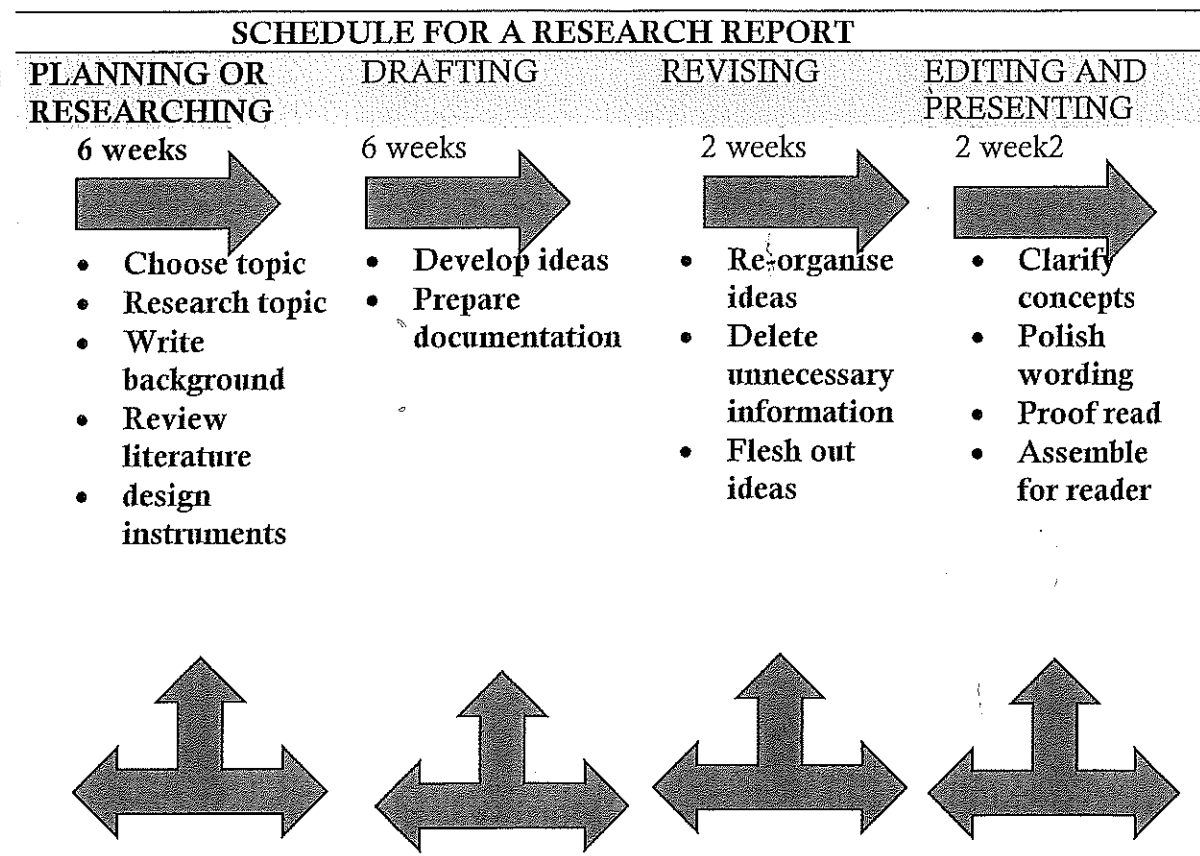 SCHEDULE FOR A RESEARCH REPORT
PLANNING OR
RESEARCHING
6 weeks
• Choose topic
• Research topic
• Write
background
• Review
literature
• design
instruments
DRAFTING
6 weeks
• Develop ideas
• Prepare
documentation
REVISING
2 weeks
• Re-organise
ideas
• Delete
unnecessary
information
• Flesh out
ideas
EDITING AND
PRESENTING
2 week2
• Clarify
concepts
• Polish
wording
• Proof read
• Assemble
for reader